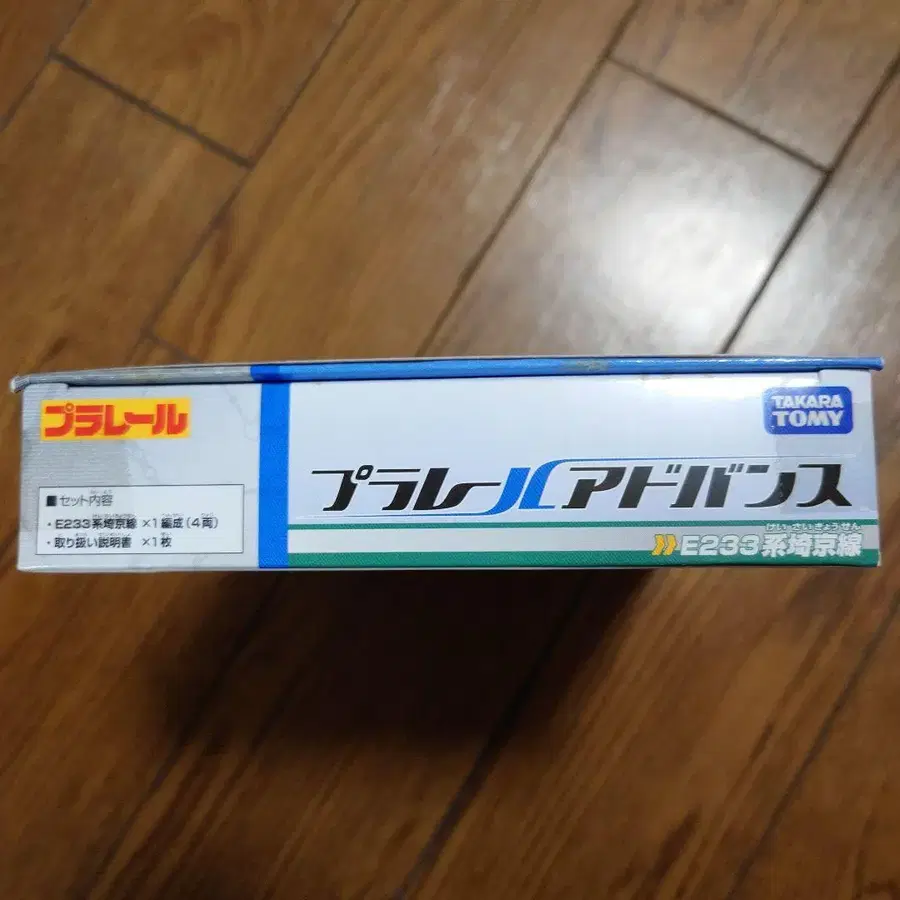 プラレール
TAKARA
TOMY
プラレールアドバンス
■セット内容
・E233系埼京線 ×1編成(4両)
・取り扱い説明書 ×1枚
けい さいきょうせん
E233系埼京線